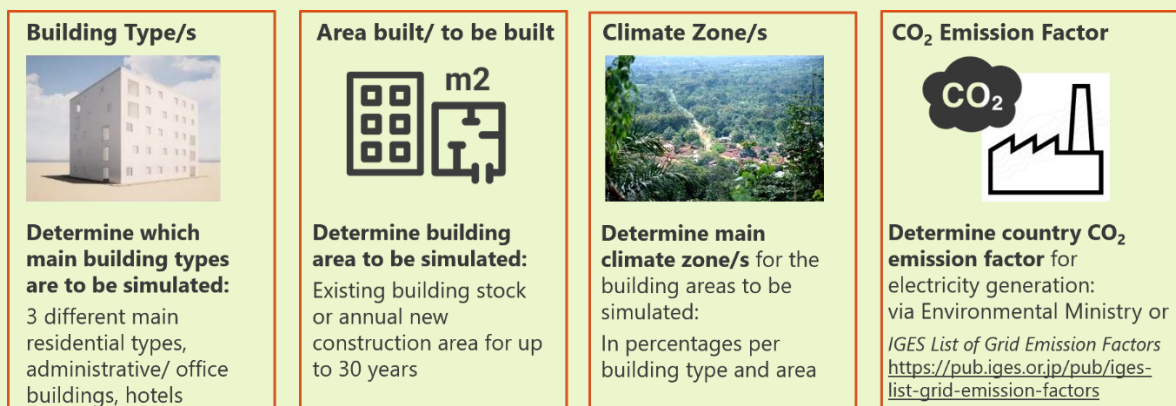 Building Type/s
Determine which
main building types
are to be simulated:
3 different main
residential types,
administrative/ office
buildings, hotels
Area built/ to be built
m2
Determine building
area to be simulated:
Existing building stock
or annual new
construction area for up
to 30 years
Climate Zone/s
Determine main
climate zone/s for the
building areas to be
simulated:
In percentages per
building type and area
CO₂ Emission Factor
CO₂
Determine country CO₂
emission factor for
electricity generation:
via Environmental Ministry or
IGES List of Grid Emission Factors
https://pub.iges.or.jp/pub/iges-
list-grid-emission-factors